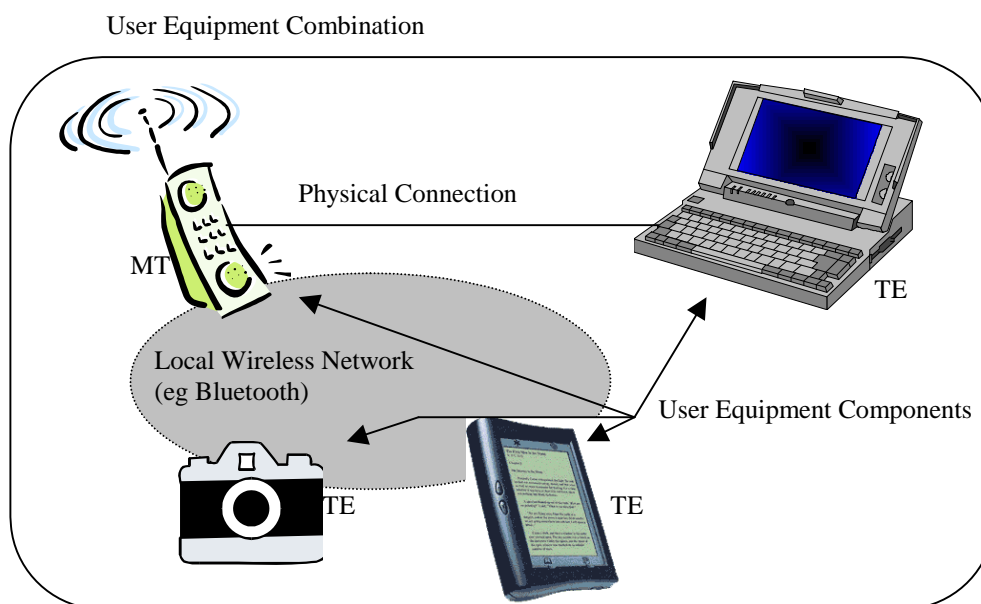 User Equipment Combination
Physical Connection
MT
TE
Local Wireless Network
(eg Bluetooth)
User Equipment Components
TE
TE